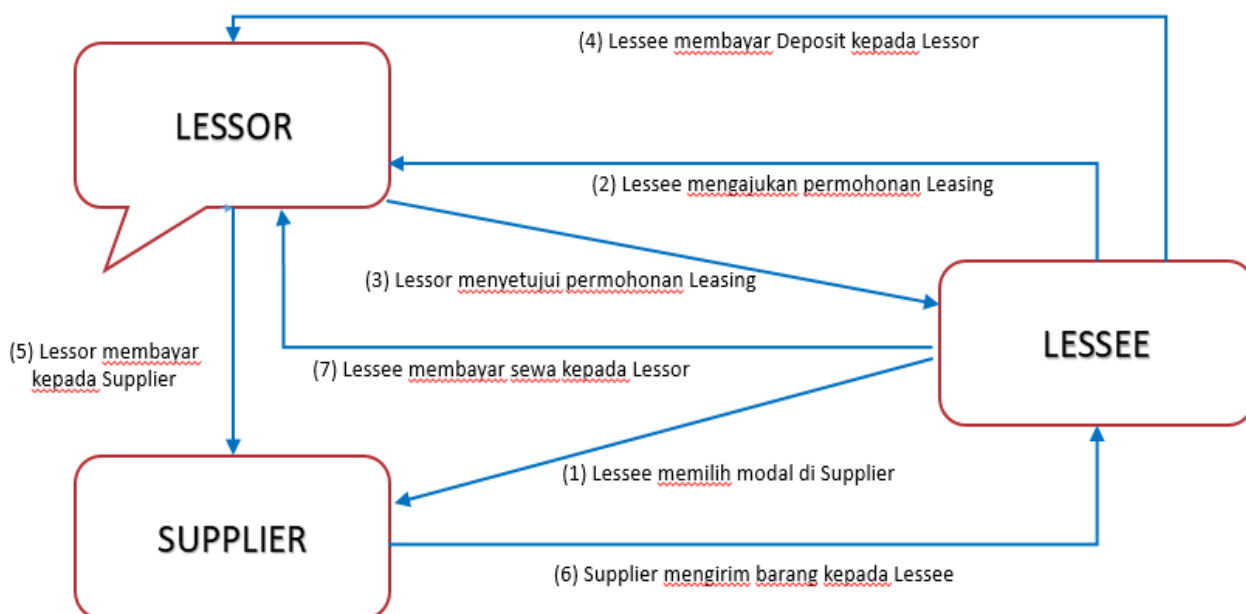 (4) Lessee membayar Deposit kepada Lessor
LESSOR
(2) Lessee mengajukan permohonan Leasing
(3) Lessor menyetujui permohonan Leasing
(5) Lessor membayar
kepada Supplier
LESSEE
(7) Lessee membayar sewa kepada Lessor
(1) Lessee memilih modal di Supplier
SUPPLIER
(6) Supplier mengirim barang kepada Lessee